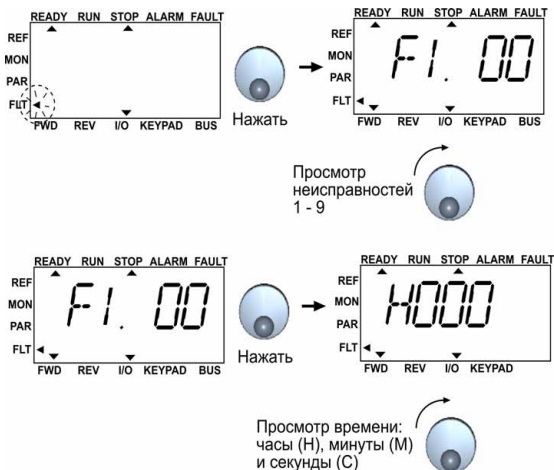 READY RUN STOP ALARM FAULT
REF
MON
PAR
FLT
FWD REV I/O KEYPAD BUS
Нажать
READY RUN STOP ALARM FAULT
REF
MON
PAR
FLT
F1. 00
FWD REV I/O KEYPAD BUS
Просмотр
неисправностей
1 - 9
READY RUN STOP ALARM FAULT
REF
MON
PAR
FLT
F1. 00
FWD REV I/O KEYPAD BUS
Нажать
READY RUN STOP ALARM FAULT
REF
MON
PAR
FLT
H000
FWD REV I/O KEYPAD
Просмотр времени:
часы (H), минуты (M)
и секунды (C)